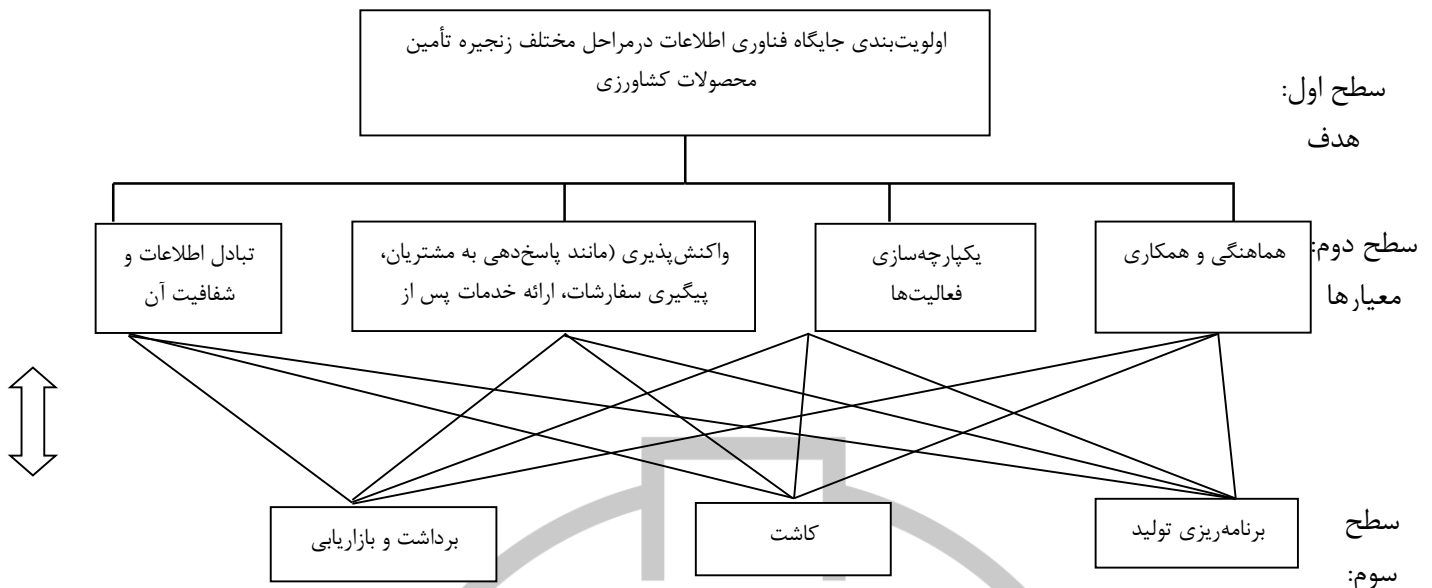 اولویت‌بندی جایگاه فناوری اطلاعات درمراحل مختلف زنجیره تأمین
محصولات کشاورزی
سطح اول:
هدف
سطح دوم:
معیارها
هماهنگی و همکاری
یکپارچه‌سازی
فعالیت‌ها
واکنش‌پذیری (مانند پاسخ‌دهی به مشتریان،
پیگیری سفارشات، ارائه خدمات پس از
تبادل اطلاعات و
شفافیت آن
سطح
سوم:
برنامه‌ریزی تولید
کاشت
برداشت و بازاریابی